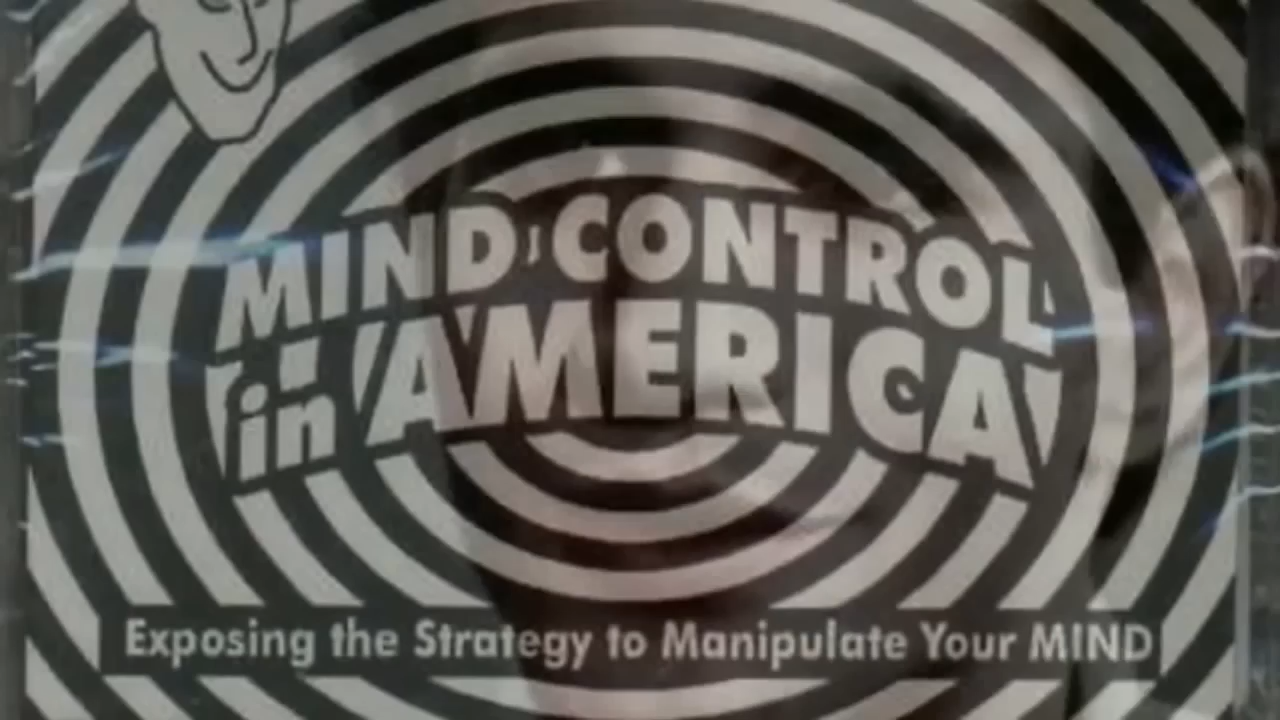 MIND CONTROL
in AMERICA
Exposing the Strategy to Manipulate Your MIND